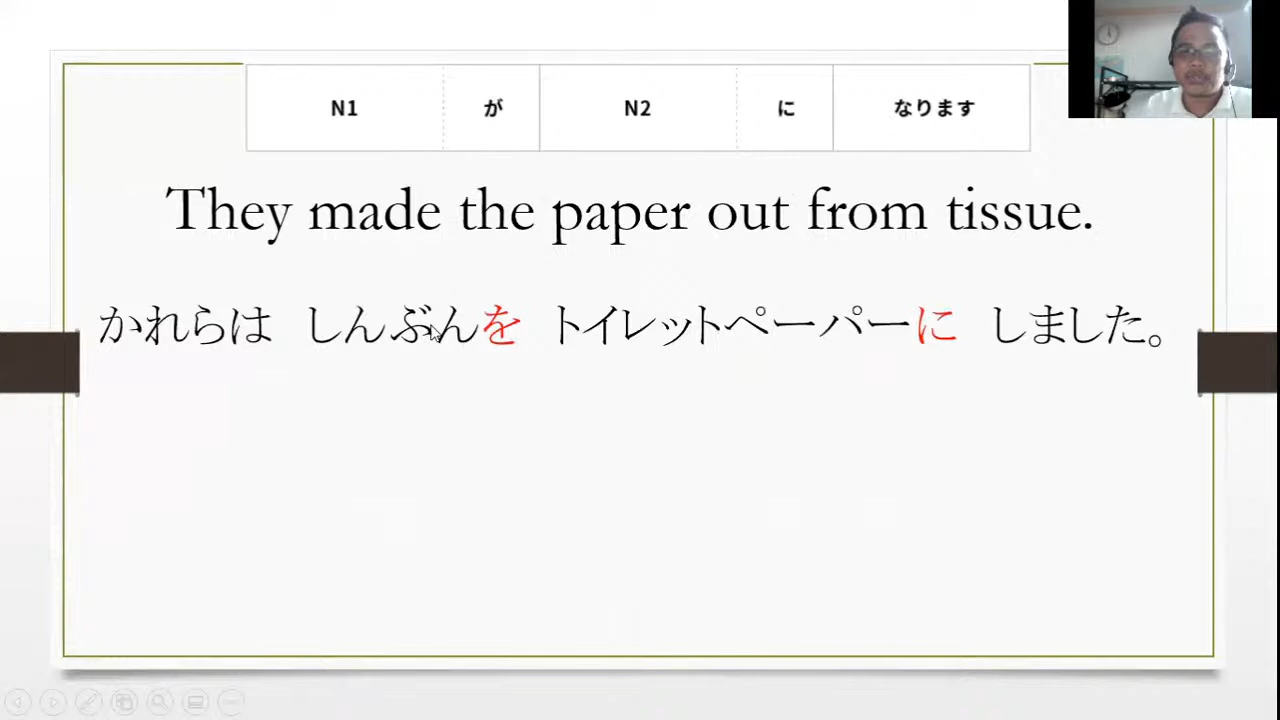 N1 が N2 に なります
They made the paper out from tissue.
かれらは しんぶんを トイレットペーパーに しました。